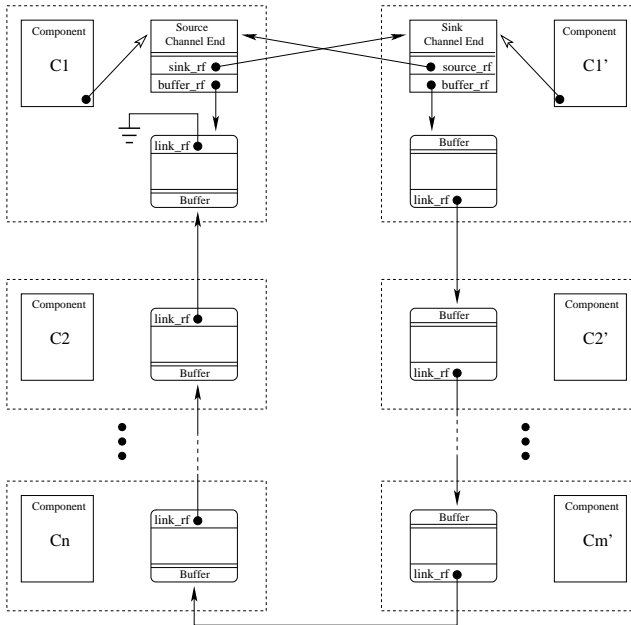 Component
C1
Source
Channel End
sink_rf
buffer_rf
link_rf
Buffer
Sink
Channel End
source_rf
buffer_rf
Buffer
link_rf
Component
C1'
Component
C2
link_rf
Buffer
Buffer
link_rf
Component
C2'
Component
Cn
link_rf
Buffer
Buffer
link_rf
Component
Cm'